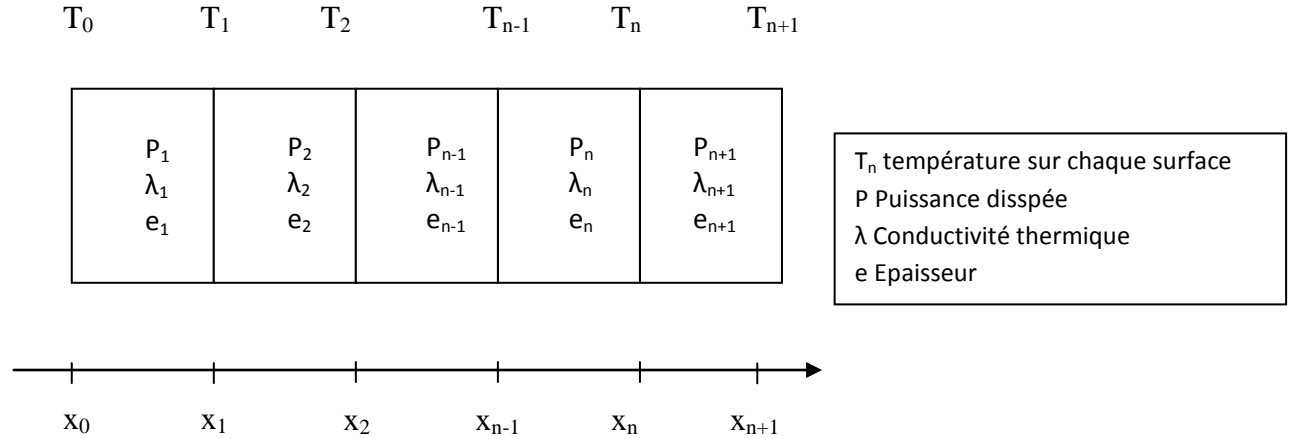 T₀ T₁ T₂ Tₙ₋₁ Tₙ Tₙ₊₁
P₁ P₂ Pₙ₋₁ Pₙ Pₙ₊₁
λ₁ λ₂ λₙ₋₁ λₙ λₙ₊₁
e₁ e₂ eₙ₋₁ eₙ eₙ₊₁
Tₙ température sur chaque surface
P Puissance disspée
λ Conductivité thermique
e Epaisseur
x₀ x₁ x₂ xₙ₋₁ xₙ xₙ₊₁